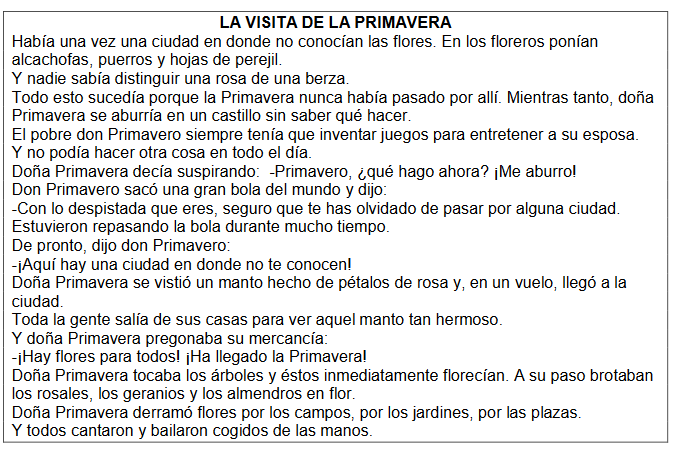 LA VISITA DE LA PRIMAVERA
Había una vez una ciudad en donde no conocían las flores. En los floreros ponían
alcachofas, puerros y hojas de perejil.
Y nadie sabía distinguir una rosa de una berza.
Todo esto sucedía porque la Primavera nunca había pasado por allí. Mientras tanto, doña
Primavera se aburría en un castillo sin saber qué hacer.
El pobre don Primavero siempre tenía que inventar juegos para entretener a su esposa.
Y no podía hacer otra cosa en todo el día.
Doña Primavera decía suspirando:  -Primavero, ¿qué hago ahora? ¡Me aburro!
Don Primavero sacó una gran bola del mundo y dijo:
-Con lo despistada que eres, seguro que te has olvidado de pasar por alguna ciudad.
Estuvieron repasando la bola durante mucho tiempo.
De pronto, dijo don Primavero:
-¡Aquí hay una ciudad en donde no te conocen!
Doña Primavera se vistió un manto hecho de pétalos de rosa y, en un vuelo, llegó a la
ciudad.
Toda la gente salía de sus casas para ver aquel manto tan hermoso.
Y doña Primavera pregonaba su mercancía:
-¡Hay flores para todos! ¡Ha llegado la Primavera!
Doña Primavera tocaba los árboles y éstos inmediatamente florecían. A su paso brotaban
los rosales, los geranios y los almendros en flor.
Doña Primavera derramó flores por los campos, por los jardines, por las plazas.
Y todos cantaron y bailaron cogidos de las manos.